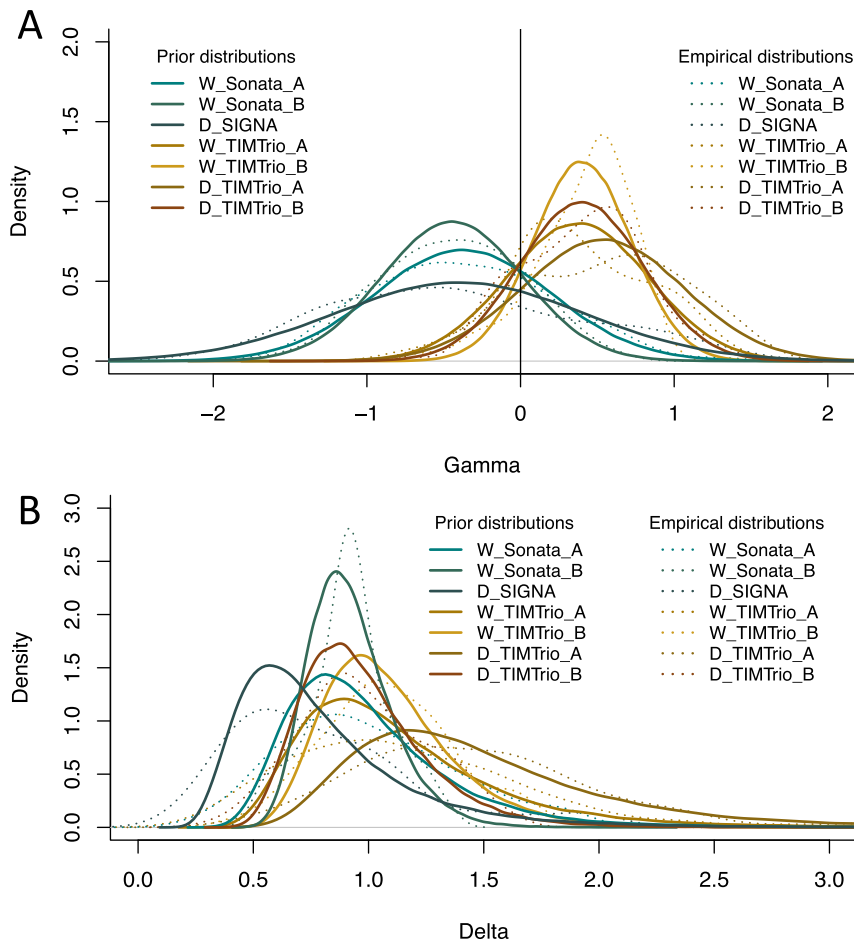 A
Density
2.0
1.5
1.0
0.5
0.0
Prior distributions
W_Sonata_A
W_Sonata_B
D_SIGNA
W_TIMTrio_A
W_TIMTrio_B
D_TIMTrio_A
D_TIMTrio_B
Empirical distributions
W_Sonata_A
W_Sonata_B
D_SIGNA
W_TIMTrio_A
W_TIMTrio_B
D_TIMTrio_A
D_TIMTrio_B
−2 −1 0 1 2
Gamma
B
Density
3.0
2.5
2.0
1.5
1.0
0.5
0.0
Prior distributions
W_Sonata_A
W_Sonata_B
D_SIGNA
W_TIMTrio_A
W_TIMTrio_B
D_TIMTrio_A
D_TIMTrio_B
Empirical distributions
W_Sonata_A
W_Sonata_B
D_SIGNA
W_TIMTrio_A
W_TIMTrio_B
D_TIMTrio_A
D_TIMTrio_B
0.0 0.5 1.0 1.5 2.0 2.5 3.0
Delta